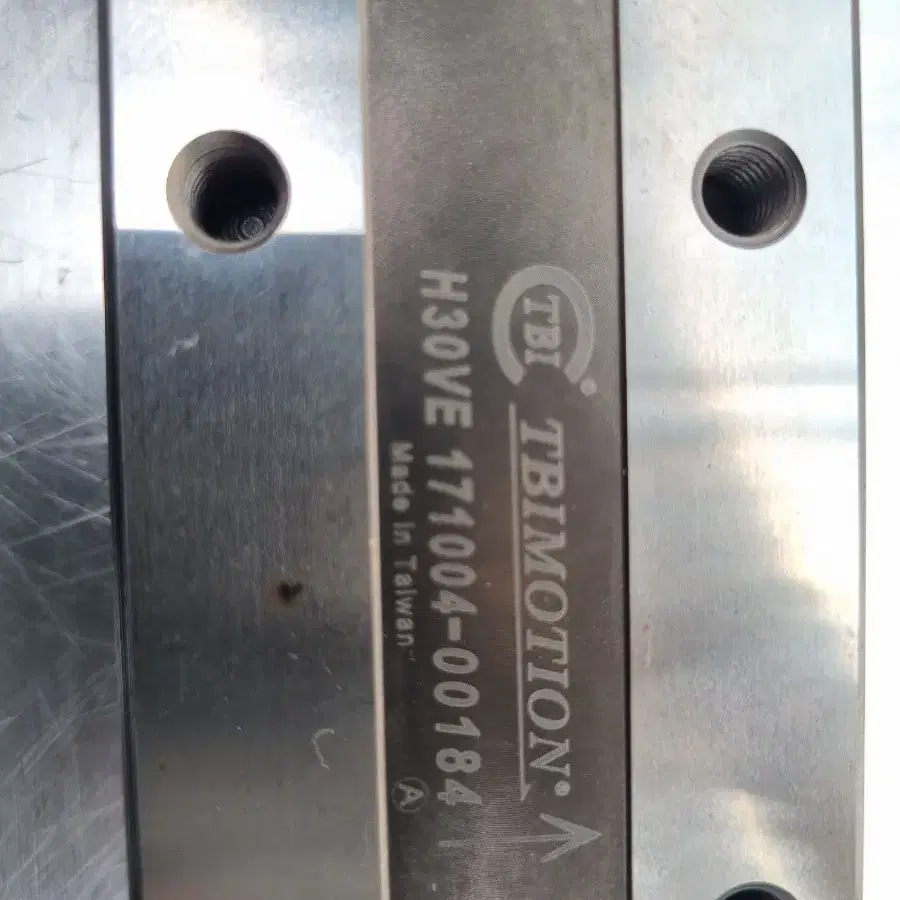 TBI® TBIMOTION®
H30VE 171004-00184
Made in Taiwan A